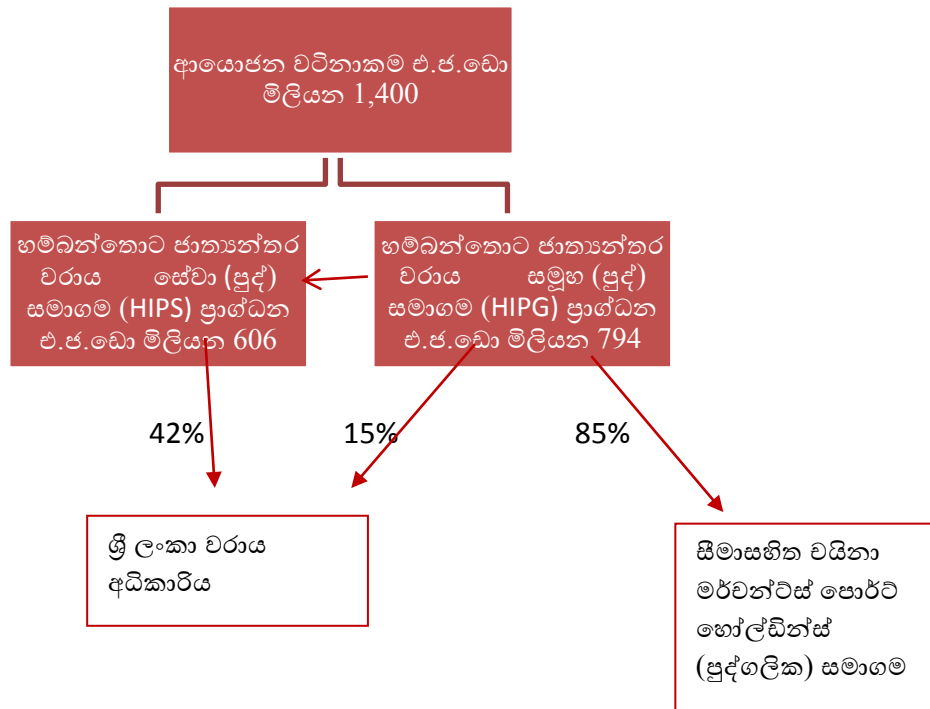 ආයොජන වටිනාකම එ.ජ.ඩො
මිලියන 1,400
හම්බන්තොට ජාත්‍යන්තර
වරාය සේවා (පුද්)
සමාගම (HIPS) ප්‍රාග්ධන
එ.ජ.ඩො මිලියන 606
හම්බන්තොට ජාත්‍යන්තර
වරාය සමූහ (පුද්)
සමාගම (HIPG) ප්‍රාග්ධන
එ.ජ.ඩො මිලියන 794
42%
15%
85%
ශ්‍රී ලංකා වරාය
අධිකාරිය
සීමාසහිත චයිනා
මර්චන්ට්ස් පොර්ට්
හෝල්ඩින්ස්
(පුද්ගලික) සමාගම